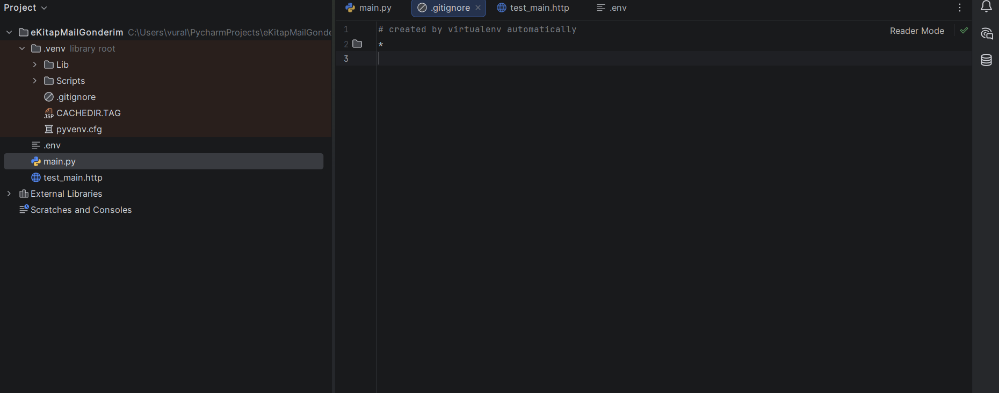 Project
main.py
.gitignore
test_main.http
.env
eKitapMailGonderim C:\Users\vural\PycharmProjects\eKitapMailGonde
.venv library root
Lib
Scripts
.gitignore
JSP CACHEDIR.TAG
pyvenv.cfg
.env
main.py
test_main.http
External Libraries
Scratches and Consoles
1 # created by virtualenv automatically
Reader Mode
2 *
3